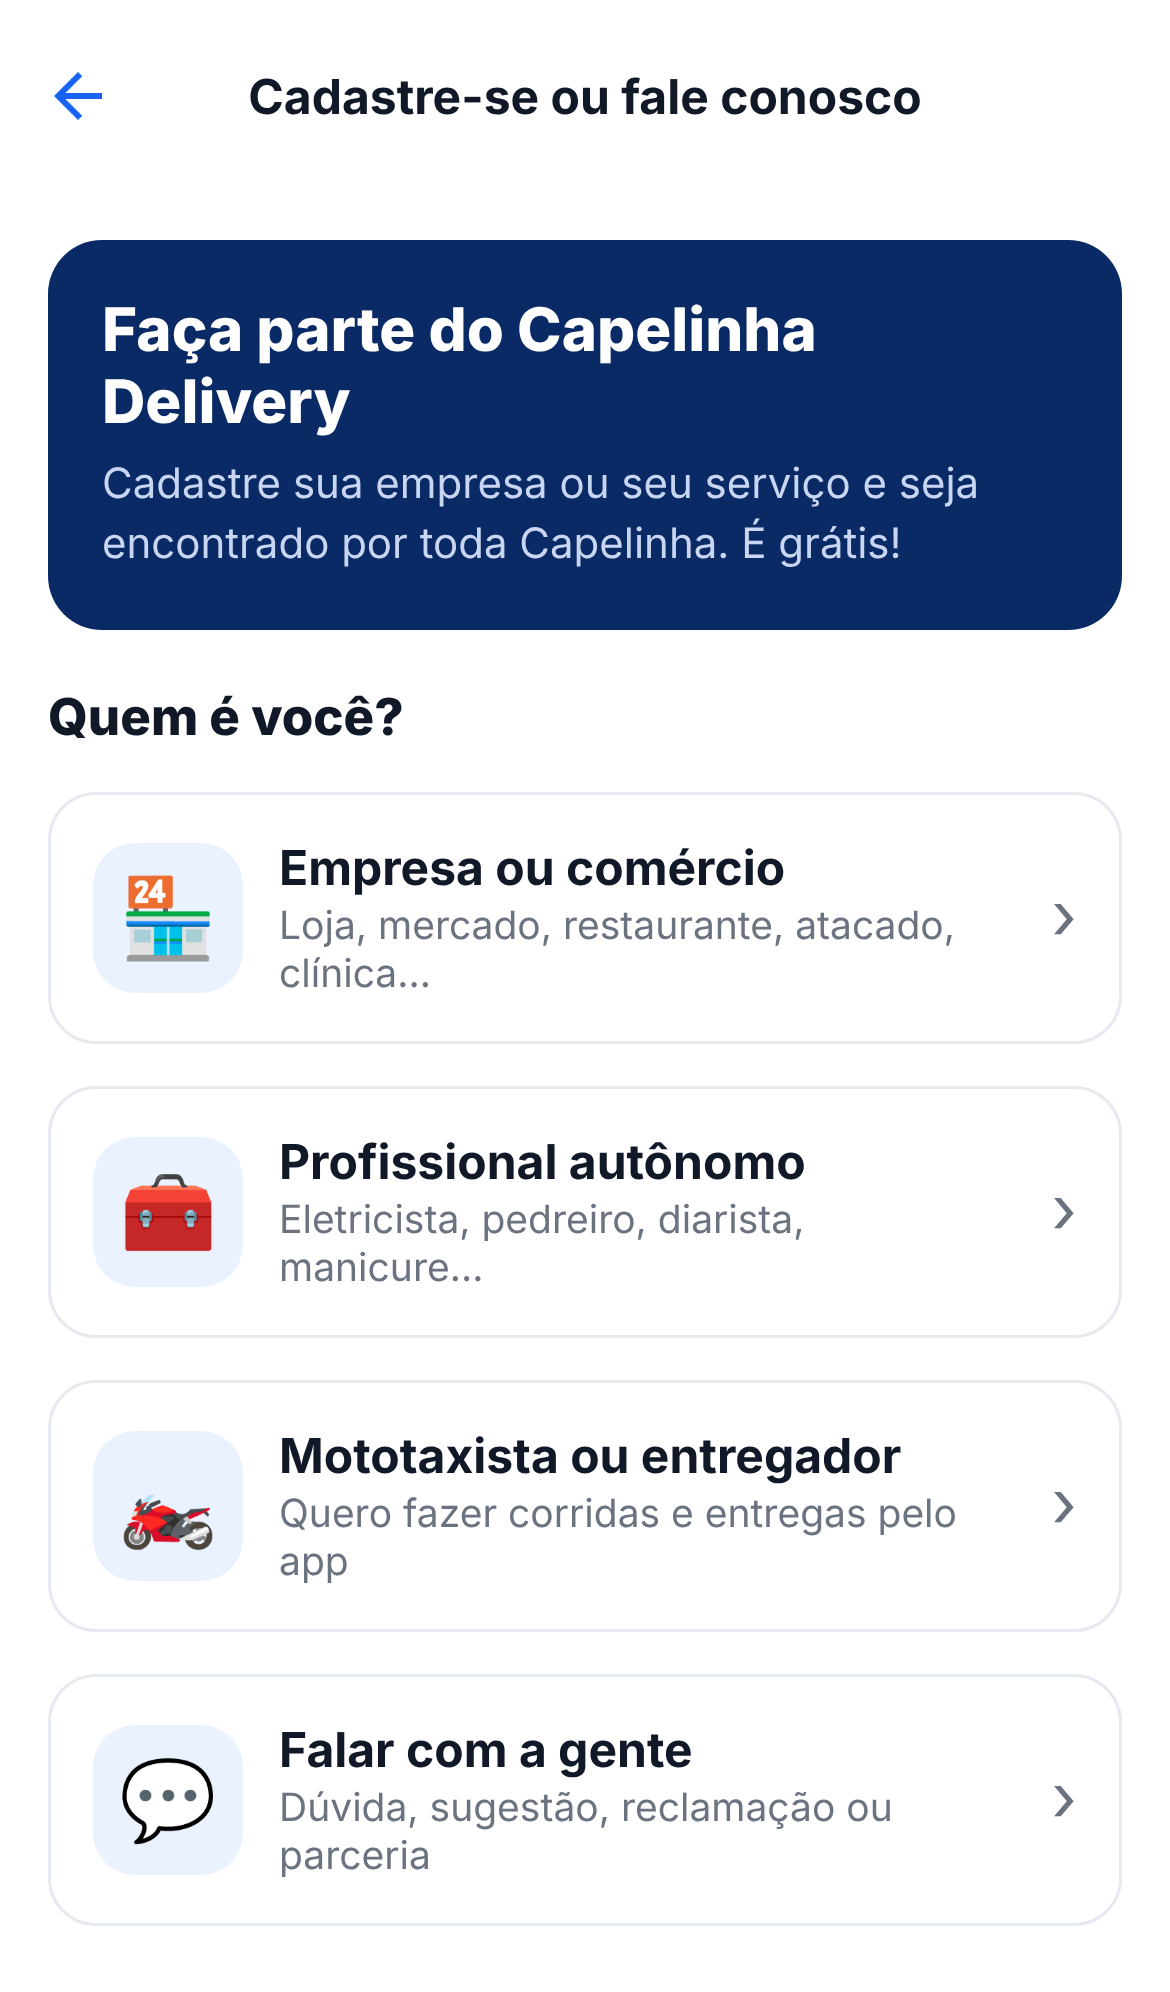 Cadastre-se ou fale conosco
Faça parte do Capelinha
Delivery
Cadastre sua empresa ou seu serviço e seja
encontrado por toda Capelinha. É grátis!
Quem é você?
24
Empresa ou comércio
Loja, mercado, restaurante, atacado,
clínica...
Profissional autônomo
Eletricista, pedreiro, diarista,
manicure...
Mototaxista ou entregador
Quero fazer corridas e entregas pelo
app
Falar com a gente
Dúvida, sugestão, reclamação ou
parceria